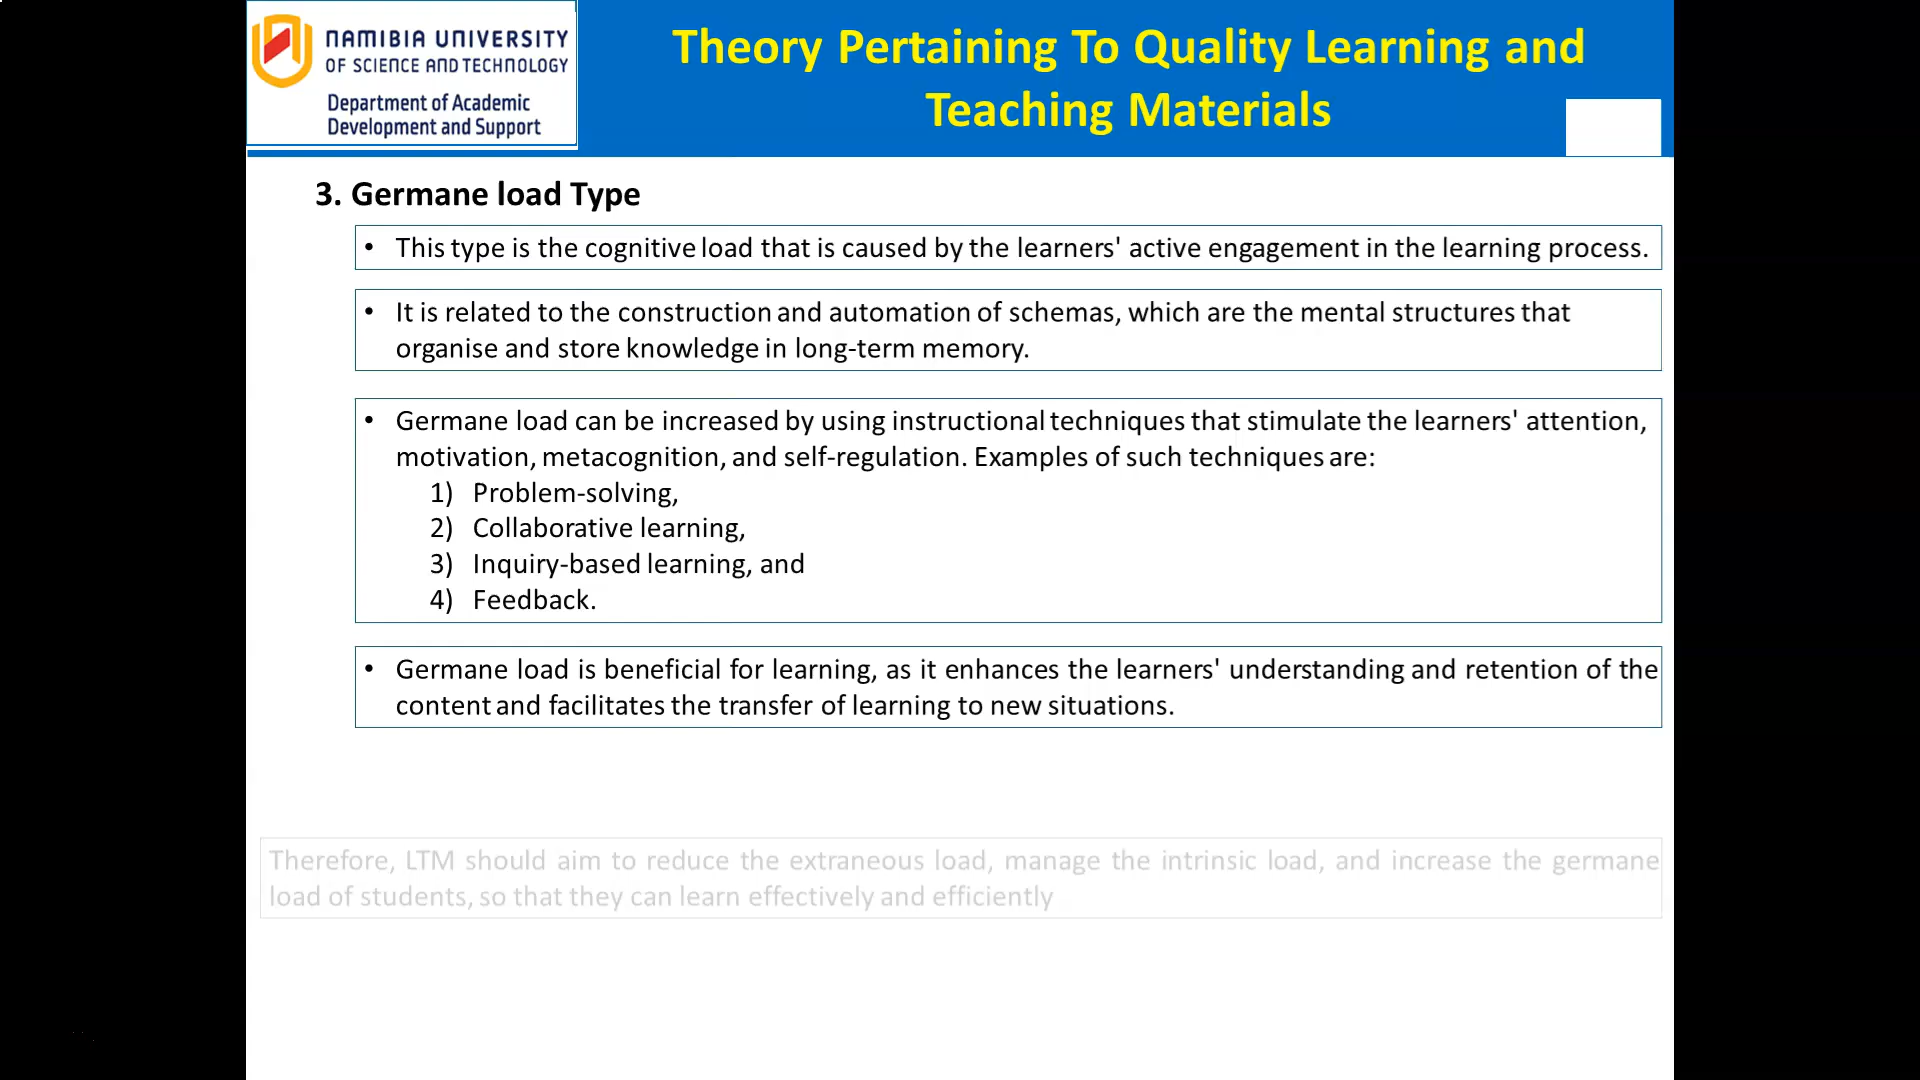 NAMIBIA UNIVERSITY
OF SCIENCE AND TECHNOLOGY
Department of Academic
Development and Support
Theory Pertaining To Quality Learning and
Teaching Materials
3. Germane load Type
• This type is the cognitive load that is caused by the learners' active engagement in the learning process.
• It is related to the construction and automation of schemas, which are the mental structures that
organise and store knowledge in long-term memory.
• Germane load can be increased by using instructional techniques that stimulate the learners' attention,
motivation, metacognition, and self-regulation. Examples of such techniques are:
1) Problem-solving,
2) Collaborative learning,
3) Inquiry-based learning, and
4) Feedback.
• Germane load is beneficial for learning, as it enhances the learners' understanding and retention of the
content and facilitates the transfer of learning to new situations.
Therefore, LTM should aim to reduce the extraneous load, manage the intrinsic load, and increase the germane
load of students, so that they can learn effectively and efficiently